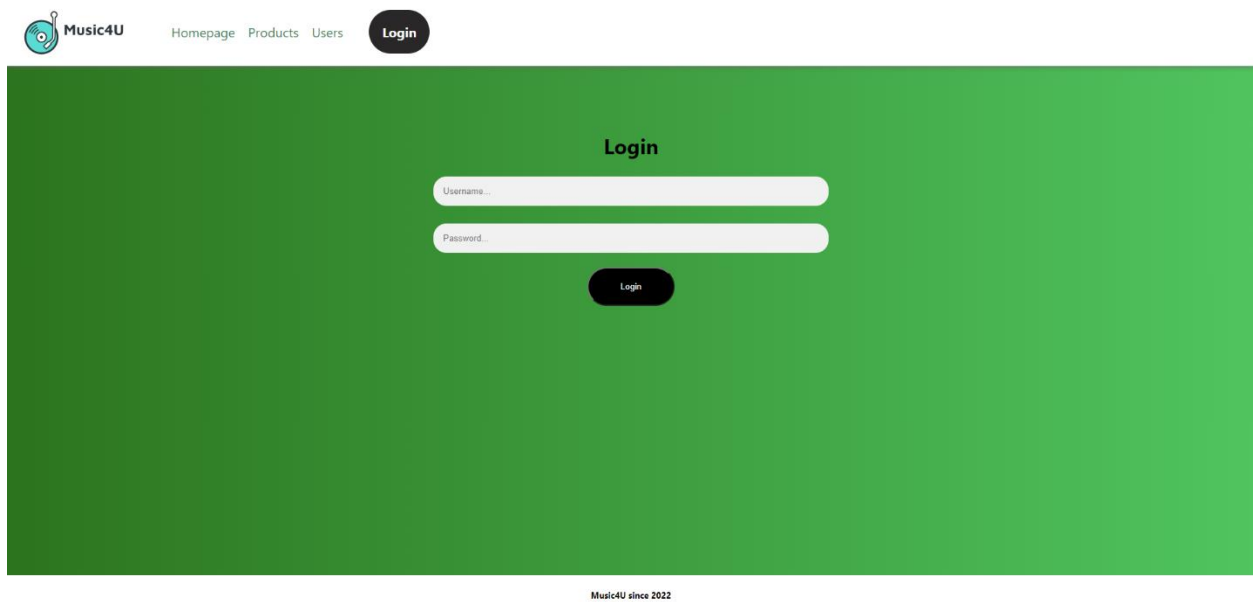 Music4U
Homepage Products Users Login
Login
Username...
Password...
Login
Music4U since 2022